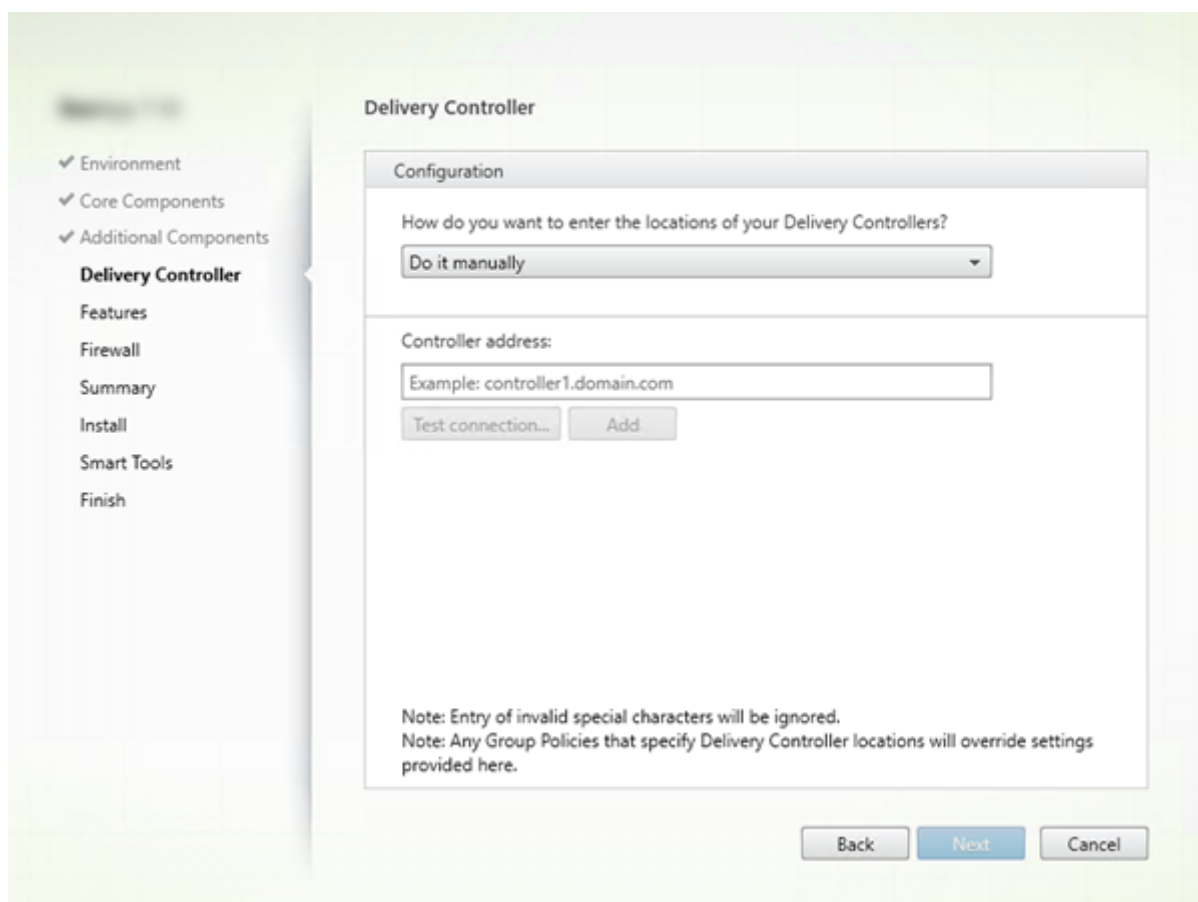 Delivery Controller
Environment
Core Components
Additional Components
Delivery Controller
Features
Firewall
Summary
Install
Smart Tools
Finish
Configuration
How do you want to enter the locations of your Delivery Controllers?
Do it manually
Controller address:
Example: controller1.domain.com
Test connection...
Add
Note: Entry of invalid special characters will be ignored.
Note: Any Group Policies that specify Delivery Controller locations will override settings
provided here.
Back
Next
Cancel